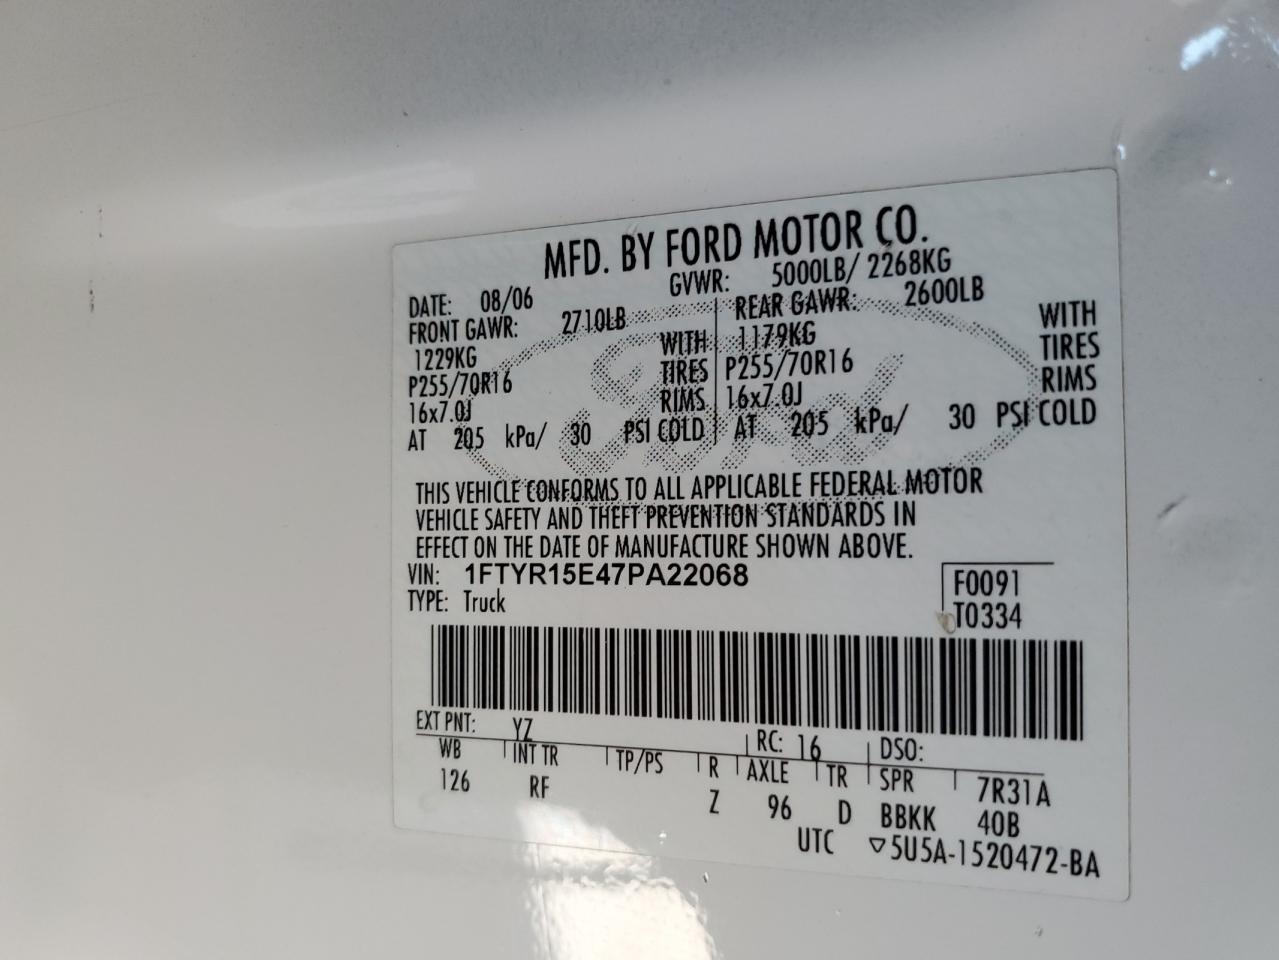 MFD. BY FORD MOTOR CO.
DATE: 08/06 GVWR: 5000LB/ 2268KG
FRONT GAWR: 2710LB REAR GAWR: 2600LB
1229KG WITH 1179KG WITH
P255/70R16 TIRES P255/70R16 TIRES
16x7.0J RIMS 16x7.0J RIMS
AT 205 kPa/ 30 PSI COLD AT 205 kPa/ 30 PSI COLD
Ford
THIS VEHICLE CONFORMS TO ALL APPLICABLE FEDERAL MOTOR
VEHICLE SAFETY AND THEFT PREVENTION STANDARDS IN
EFFECT ON THE DATE OF MANUFACTURE SHOWN ABOVE.
VIN: 1FTYR15E47PA22068 F0091
TYPE: Truck T0334
EXT PNT: YZ RC: 16 DSO:
WB INT TR TP/PS R AXLE TR SPR 7R31A
126 RF Z 96 D BBKK 40B
UTC ▽5U5A-1520472-BA